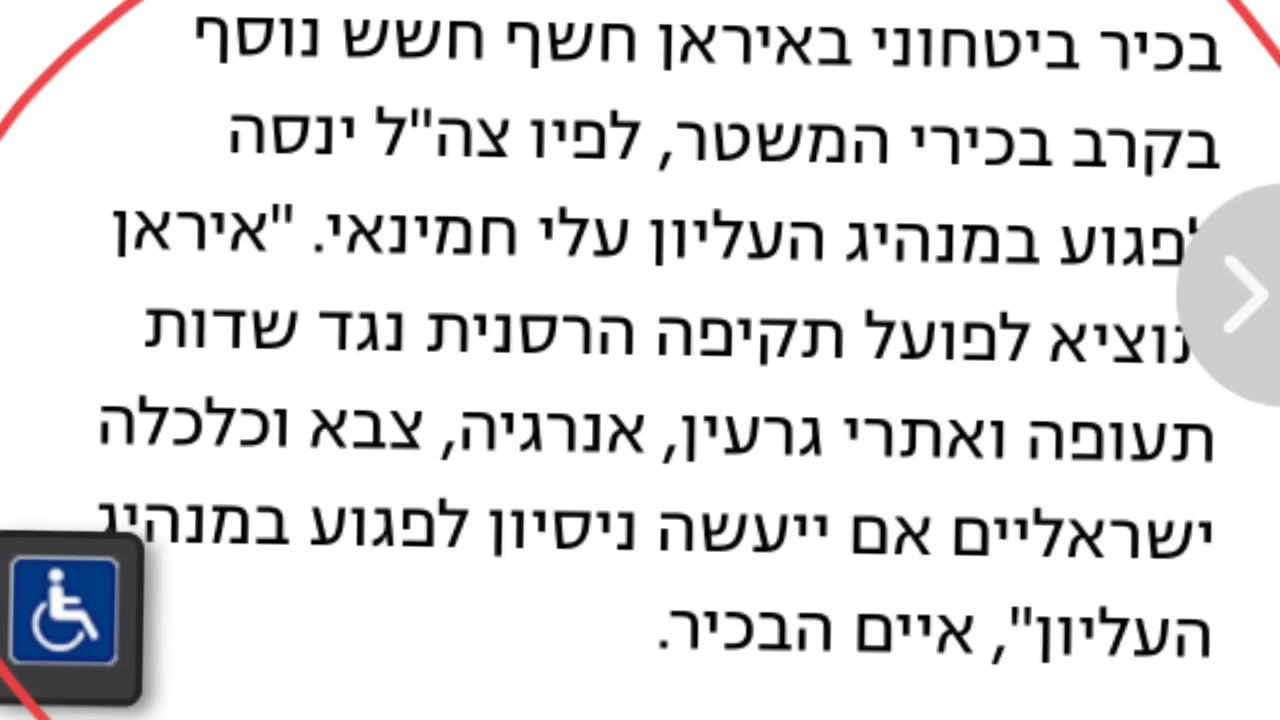 בכיר ביטחוני באיראן חשף חשש נוסף
בקרב בכירי המשטר, לפיו צה"ל ינסה
לפגוע במנהיג העליון עלי חמינאי. "איראן
תוציא לפועל תקיפה הרסנית נגד שדות
תעופה ואתרי גרעין, אנרגיה, צבא וכלכלה
ישראליים אם ייעשה ניסיון לפגוע במנהיג
העליון", איים הבכיר.